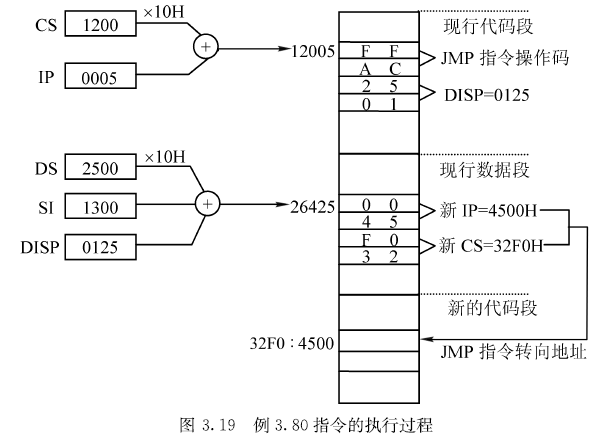 CS 1200 ×10H
IP 0005
+
12005
现行代码段
F F
A C
2 5
0 1
JMP 指令操作码
DISP=0125
DS 2500 ×10H
SI 1300
DISP 0125
+
26425
现行数据段
0 0
4 5
F 0
3 2
新 IP=4500H
新 CS=32F0H
新的代码段
32F0：4500
JMP 指令转向地址
图 3.19 例 3.80 指令的执行过程